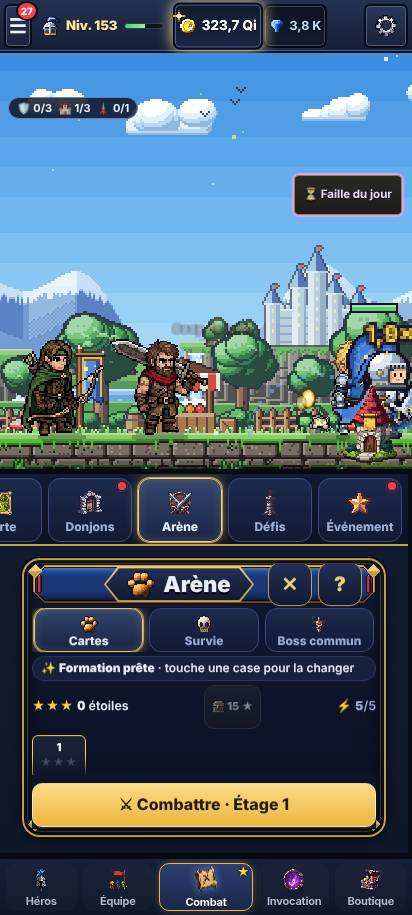 27
Niv. 153
323,7 Qi
3,8 K
0/3 1/3 0/1
Faille du jour
Donjons
Arène
Défis
Événement
Arène
×
?
Cartes
Survie
Boss commun
Formation prête · touche une case pour la changer
★★★ 0 étoiles
15 ★
5/5
1
★★★
Combattre · Étage 1
Héros
Équipe
Combat
Invocation
Boutique